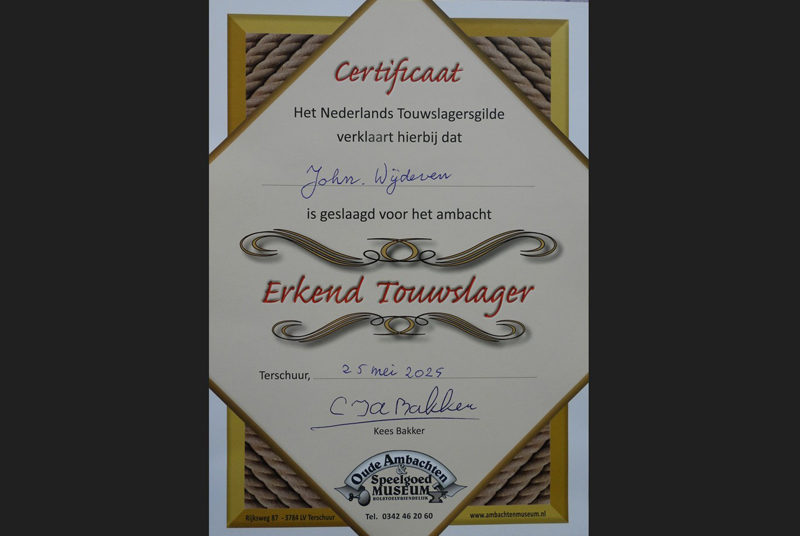 Certificaat
Het Nederlands Touwslagersgilde
verklaart hierbij dat
John. Wijdeven
is geslaagd voor het ambacht
Erkend Touwslager
Terschuur, 25 mei 2025
C J A Bakker
Kees Bakker
Oude Ambachten
&
Speelgoed
MUSEUM
ROLSTOELVRIENDELIJK
Rijksweg 87 - 3784 LV Terschuur
Tel. 0342 46 20 60
www.ambachtenmuseum.nl